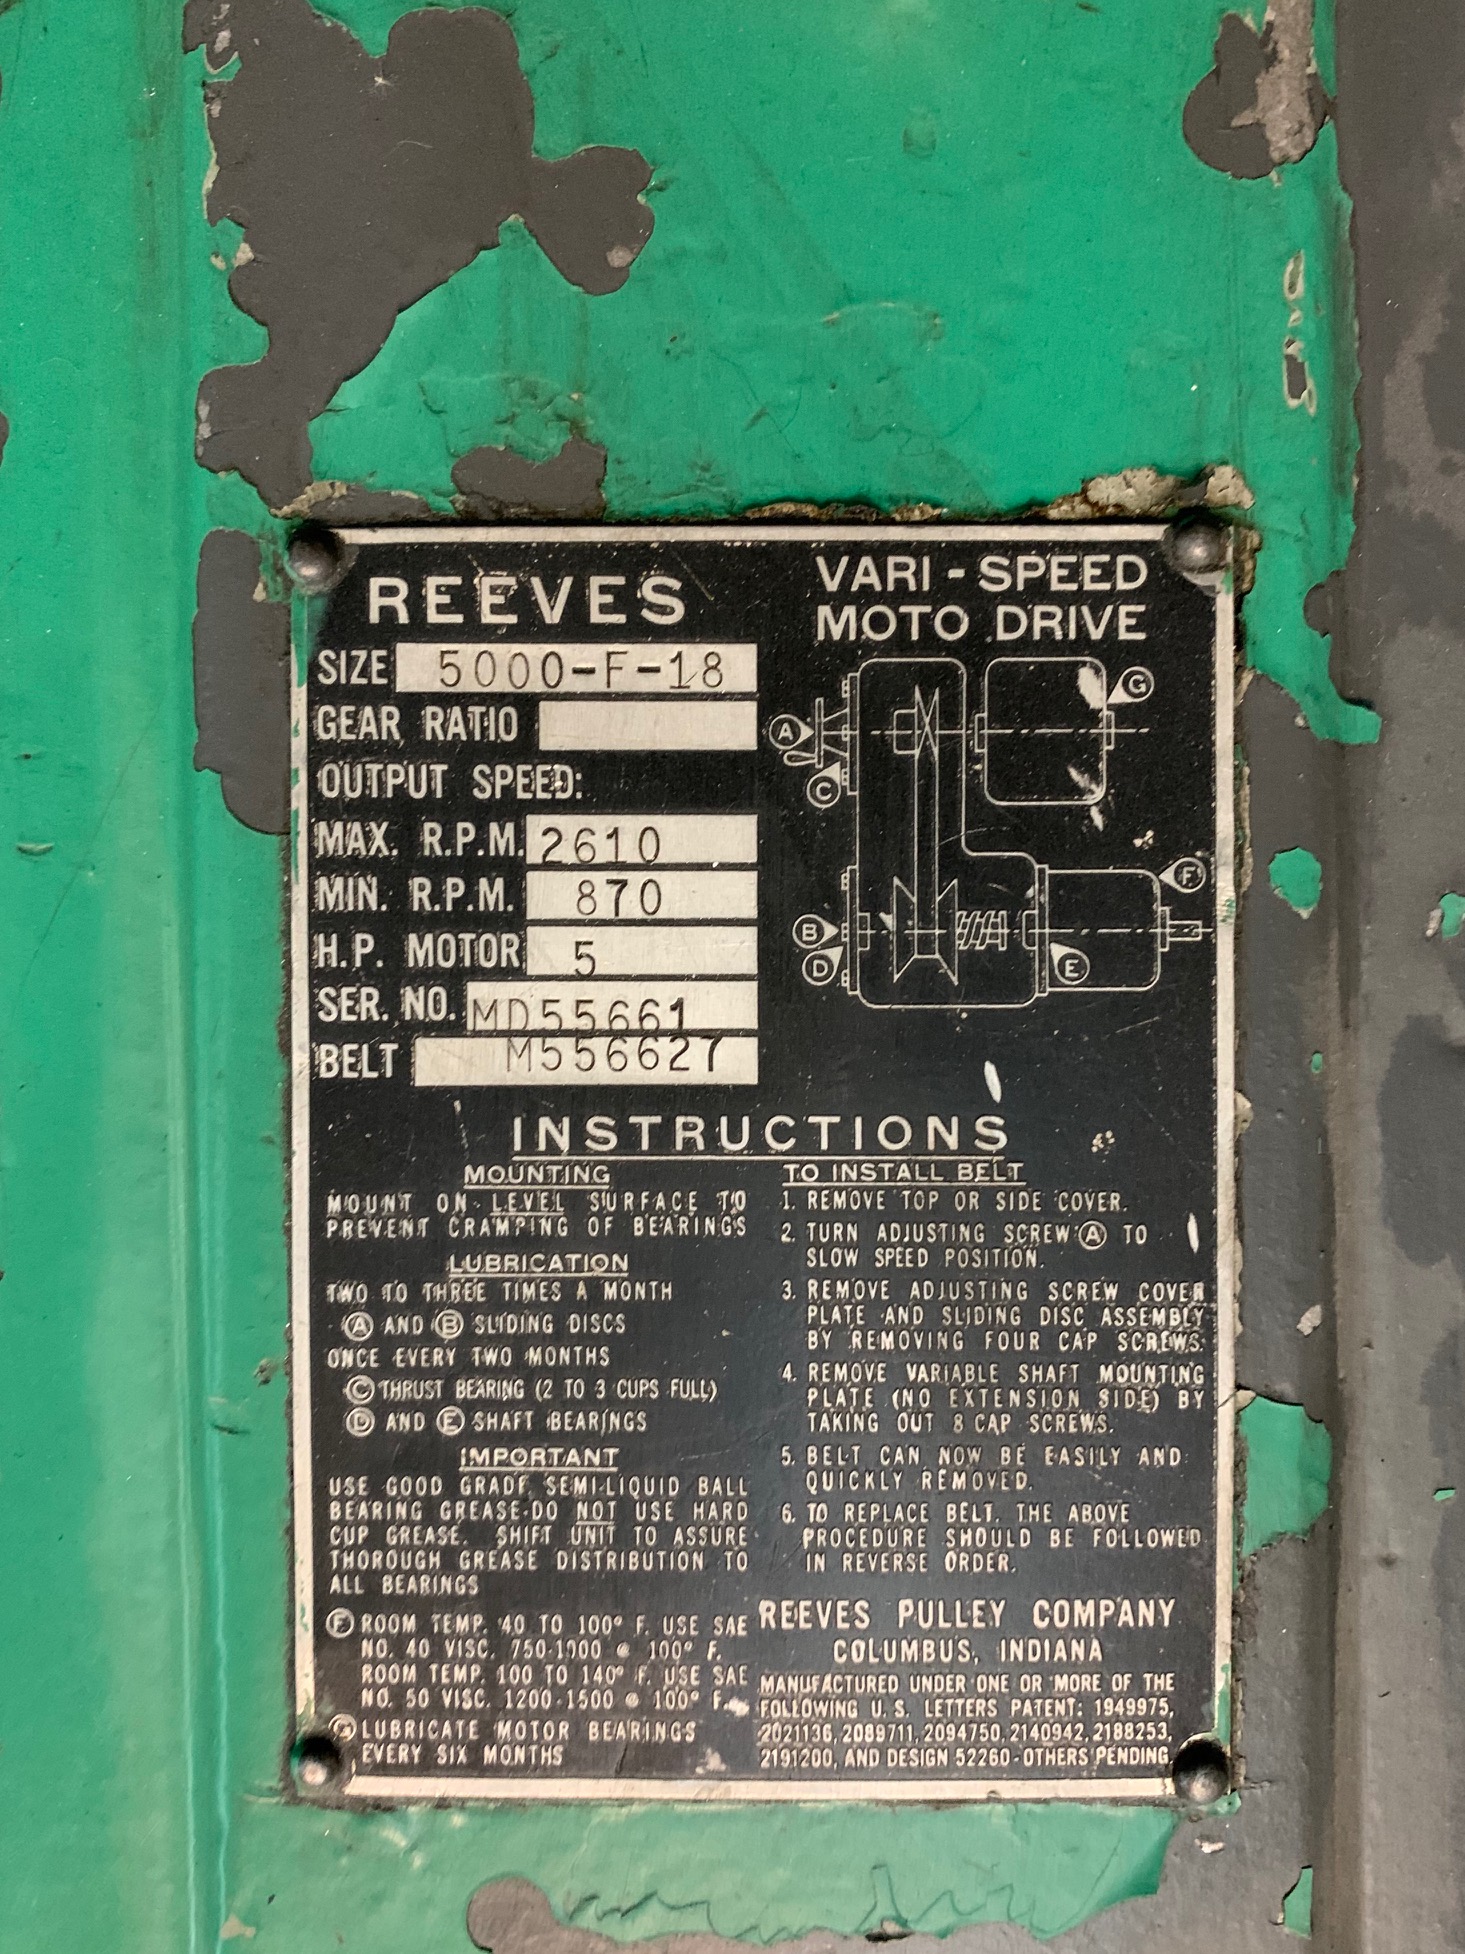 REEVES
VARI-SPEED
MOTO DRIVE
SIZE 5000-F-18
GEAR RATIO
OUTPUT SPEED:
MAX. R.P.M. 2610
MIN. R.P.M. 870
H.P. MOTOR 5
SER. NO. MD55661
BELT M556627
A
C
G
B
D
E
F
INSTRUCTIONS
MOUNTING
MOUNT ON LEVEL SURFACE TO
PREVENT CRAMPING OF BEARINGS
LUBRICATION
TWO TO THREE TIMES A MONTH
Ⓐ AND Ⓑ SLIDING DISCS
ONCE EVERY TWO MONTHS
Ⓒ THRUST BEARING (2 TO 3 CUPS FULL)
Ⓓ AND Ⓔ SHAFT BEARINGS
IMPORTANT
USE GOOD GRADE SEMI-LIQUID BALL
BEARING GREASE-DO NOT USE HARD
CUP GREASE. SHIFT UNIT TO ASSURE
THOROUGH GREASE DISTRIBUTION TO
ALL BEARINGS
Ⓕ ROOM TEMP. 40 TO 100° F. USE SAE
NO. 40 VISC. 750-1000 @ 100° F.
ROOM TEMP. 100 TO 140° F. USE SAE
NO. 50 VISC. 1200-1500 @ 100° F.
Ⓖ LUBRICATE MOTOR BEARINGS
EVERY SIX MONTHS
TO INSTALL BELT
1. REMOVE TOP OR SIDE COVER.
2. TURN ADJUSTING SCREW Ⓐ TO
SLOW SPEED POSITION.
3. REMOVE ADJUSTING SCREW COVER
PLATE AND SLIDING DISC ASSEMBLY
BY REMOVING FOUR CAP SCREWS.
4. REMOVE VARIABLE SHAFT MOUNTING
PLATE (NO EXTENSION SIDE) BY
TAKING OUT 8 CAP SCREWS.
5. BELT CAN NOW BE EASILY AND
QUICKLY REMOVED.
6. TO REPLACE BELT. THE ABOVE
PROCEDURE SHOULD BE FOLLOWED
IN REVERSE ORDER.
REEVES PULLEY COMPANY
COLUMBUS, INDIANA
MANUFACTURED UNDER ONE OR MORE OF THE
FOLLOWING U. S. LETTERS PATENT: 1949975,
2021136, 2089711, 2094750, 2140942, 2188253,
2191200, AND DESIGN 52260-OTHERS PENDING